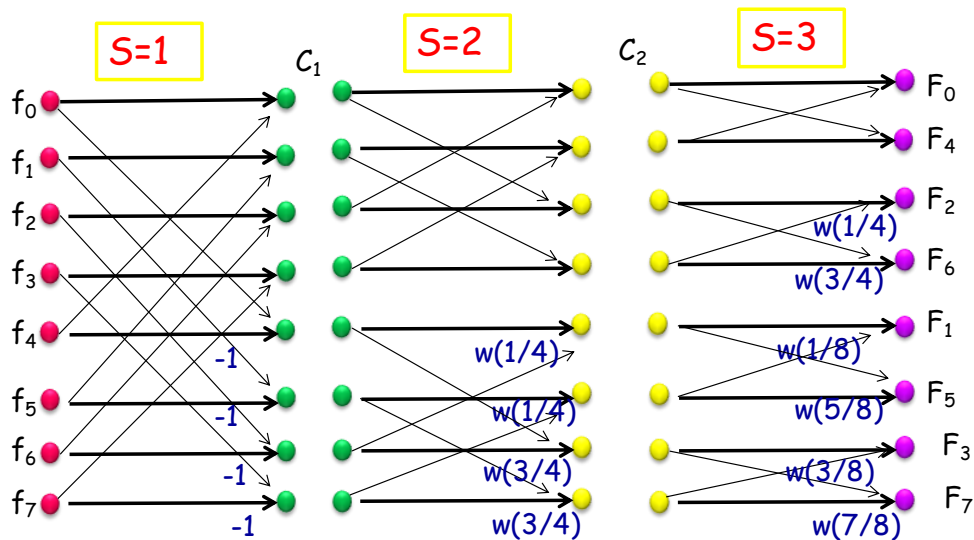 S=1
S=2
S=3
C1
C2
f0
f1
f2
f3
f4
f5
f6
f7
-1
-1
-1
-1
w(1/4)
w(1/4)
w(3/4)
w(3/4)
w(1/4)
w(3/4)
w(1/8)
w(5/8)
w(3/8)
w(7/8)
F0
F4
F2
F6
F1
F5
F3
F7